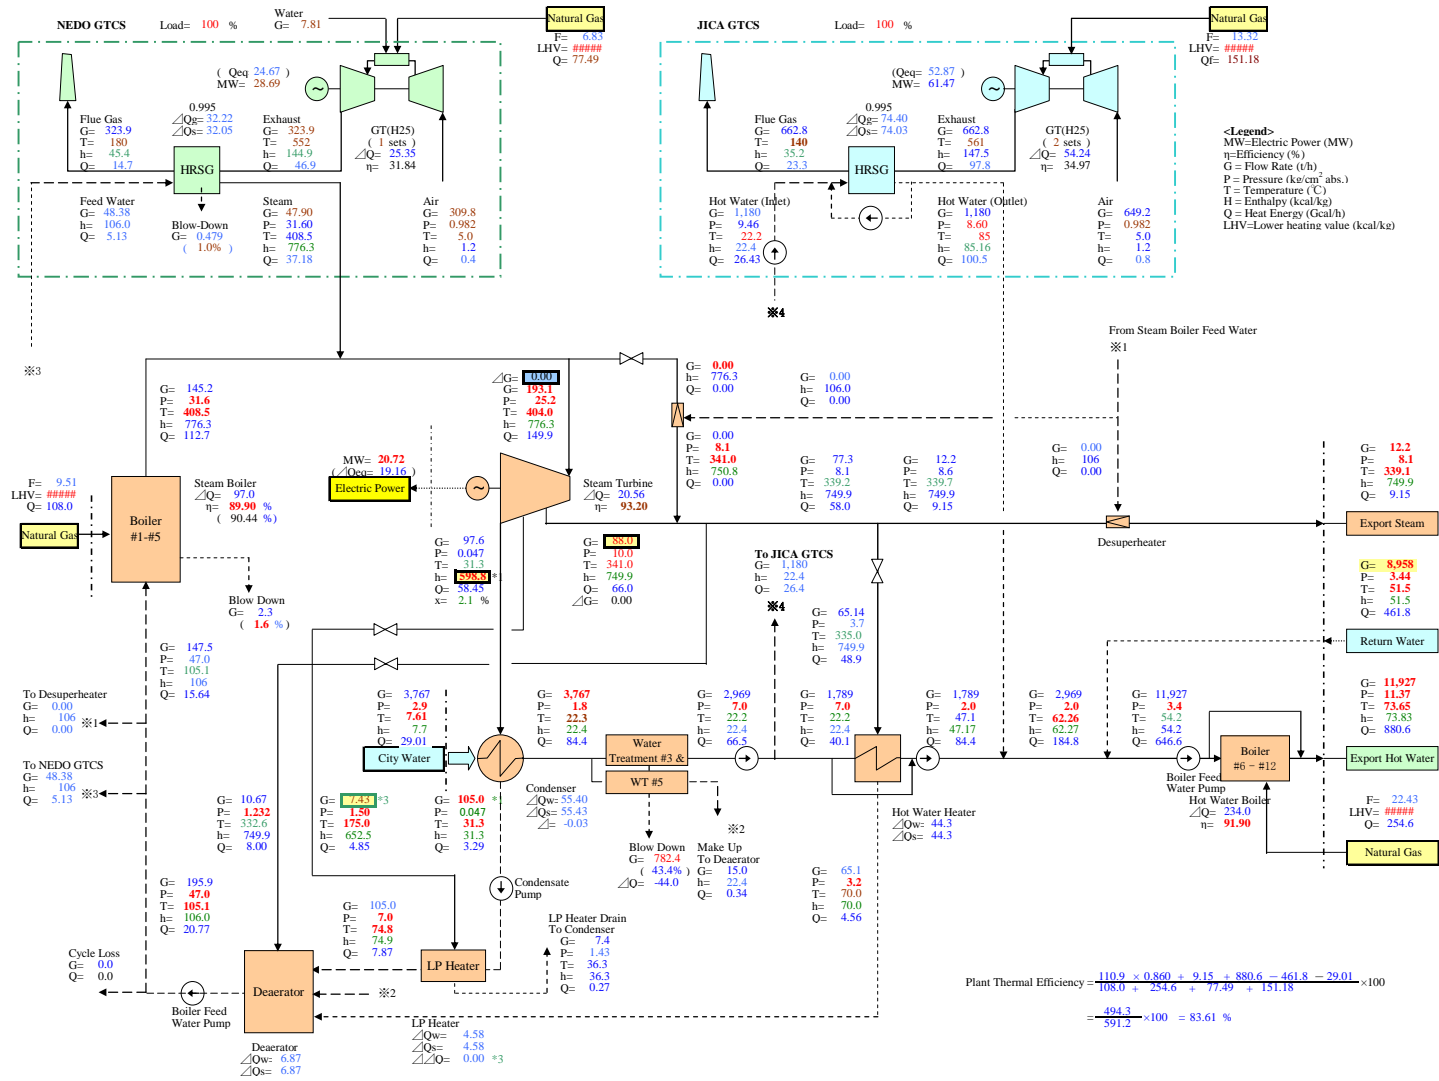 NEDO GTCS
Load= 100 %
Water
G= 7.81
Natural Gas
F= 6.83
LHV= #####
Q= 77.49
( Qeq 24.67 )
MW= 28.69
0.995
⊿Qg= 32.22
⊿Qs= 32.05
Flue Gas
G= 323.9
T= 180
h= 45.4
Q= 14.7
HRSG
Exhaust
G= 323.9
T= 552
h= 144.9
Q= 46.9
GT(H25)
( 1 sets )
⊿Q= 25.35
η= 31.84
Feed Water
G= 48.38
h= 106.0
Q= 5.13
Blow-Down
G= 0.479
( 1.0% )
Steam
G= 47.90
P= 31.60
T= 408.5
h= 776.3
Q= 37.18
Air
G= 309.8
P= 0.982
T= 5.0
h= 1.2
Q= 0.4
JICA GTCS
Load= 100 %
Natural Gas
F= 13.32
LHV= #####
Qf= 151.18
(Qeq= 52.87 )
MW= 61.47
0.995
⊿Qg= 74.40
⊿Qs= 74.03
Flue Gas
G= 662.8
T= 140
h= 35.2
Q= 23.3
HRSG
Exhaust
G= 662.8
T= 561
h= 147.5
Q= 97.8
GT(H25)
( 2 sets )
⊿Q= 54.24
η= 34.97
Hot Water (Inlet)
G= 1,180
P= 9.46
T= 22.2
h= 22.4
Q= 26.43
Hot Water (Outlet)
G= 1,180
P= 8.60
T= 85
h= 85.16
Q= 100.5
Air
G= 649.2
P= 0.982
T= 5.0
h= 1.2
Q= 0.8
<Legend>
MW=Electric Power (MW)
η=Efficiency (%)
G = Flow Rate (t/h)
P = Pressure (kg/cm² abs.)
T = Temperature (℃)
H = Enthalpy (kcal/kg)
Q = Heat Energy (Gcal/h)
LHV=Lower heating value (kcal/kg)
※4
※3
From Steam Boiler Feed Water
※1
G= 145.2
P= 31.6
T= 408.5
h= 776.3
Q= 112.7
⊿G= 0.00
G= 193.1
P= 25.2
T= 404.0
h= 776.3
Q= 149.9
G= 0.00
h= 776.3
Q= 0.00
G= 0.00
h= 106.0
Q= 0.00
G= 0.00
P= 8.1
T= 341.0
h= 750.8
Q= 0.00
G= 77.3
P= 8.1
T= 339.2
h= 749.9
Q= 58.0
G= 12.2
P= 8.6
T= 339.7
h= 749.9
Q= 9.15
G= 0.00
h= 106
Q= 0.00
G= 12.2
P= 8.1
T= 339.1
h= 749.9
Q= 9.15
Export Steam
Desuperheater
MW= 20.72
(⊿Qeq= 19.16 )
Electric Power
Steam Turbine
⊿Q= 20.56
η= 93.20
F= 9.51
LHV= #####
Q= 108.0
Natural Gas
Boiler
#1-#5
Steam Boiler
⊿Q= 97.0
η= 89.90 %
( 90.44 %)
Blow Down
G= 2.3
( 1.6 % )
G= 97.6
P= 0.047
T= 31.3
h= 598.8 *
Q= 58.45
x= 2.1 %
G= 88.0
P= 10.0
T= 341.0
h= 749.9
Q= 66.0
⊿G= 0.00
To JICA GTCS
G= 1,180
h= 22.4
Q= 26.4
※4
G= 65.14
P= 3.7
T= 335.0
h= 749.9
Q= 48.9
G= 8,958
P= 3.44
T= 51.5
h= 51.5
Q= 461.8
Return Water
G= 147.5
P= 47.0
T= 105.1
h= 106
Q= 15.64
To Desuperheater
G= 0.00
h= 106 ※1
Q= 0.00
To NEDO GTCS
G= 48.38
h= 106 ※3
Q= 5.13
G= 3,767
P= 2.9
T= 7.61
h= 7.7
Q= 29.01
City Water
G= 3,767
P= 1.8
T= 22.3
h= 22.4
Q= 84.4
Water
Treatment #3 &
WT #5
G= 2,969
P= 7.0
T= 22.2
h= 22.4
Q= 66.5
G= 1,789
P= 7.0
T= 22.2
h= 22.4
Q= 40.1
G= 1,789
P= 2.0
T= 47.1
h= 47.17
Q= 84.4
G= 2,969
P= 2.0
T= 62.26
h= 62.27
Q= 184.8
G= 11,927
P= 3.4
T= 54.2
h= 54.2
Q= 646.6
Boiler
#6－#12
G= 11,927
P= 11.37
T= 73.65
h= 73.83
Q= 880.6
Export Hot Water
Boiler Feed
Water Pump
Hot Water Boiler
⊿Q= 234.0
η= 91.90
F= 22.43
LHV= #####
Q= 254.6
Natural Gas
G= 10.67
P= 1.232
T= 332.6
h= 749.9
Q= 8.00
G= 7.43 *3
P= 1.50
T= 175.0
h= 652.5
Q= 4.85
G= 105.0
P= 0.047
T= 31.3
h= 31.3
Q= 3.29
Condenser
⊿Qw= 55.40
⊿Qs= 55.43
⊿= -0.03
Blow Down
G= 782.4
( 43.4% )
⊿Q= -44.0
※2
Make Up
To Deaerator
G= 15.0
h= 22.4
Q= 0.34
Hot Water Heater
⊿Qw= 44.3
⊿Qs= 44.3
G= 65.1
P= 3.2
T= 70.0
h= 70.0
Q= 4.56
Condensate
Pump
G= 195.9
P= 47.0
T= 105.1
h= 106.0
Q= 20.77
G= 105.0
P= 7.0
T= 74.8
h= 74.9
Q= 7.87
LP Heater
LP Heater Drain
To Condenser
G= 7.4
P= 1.43
T= 36.3
h= 36.3
Q= 0.27
Cycle Loss
G= 0.0
Q= 0.0
Boiler Feed
Water Pump
Deaerator
※2
LP Heater
⊿Qw= 4.58
⊿Qs= 4.58
⊿⊿Q= 0.00 *3
Deaerator
⊿Qw= 6.87
⊿Qs= 6.87
Plant Thermal Efficiency = 110.9 × 0.860 + 9.15 + 880.6 － 461.8 － 29.01 ×100
108.0 + 254.6 + 77.49 + 151.18
= 494.3 ×100 = 83.61 %
591.2